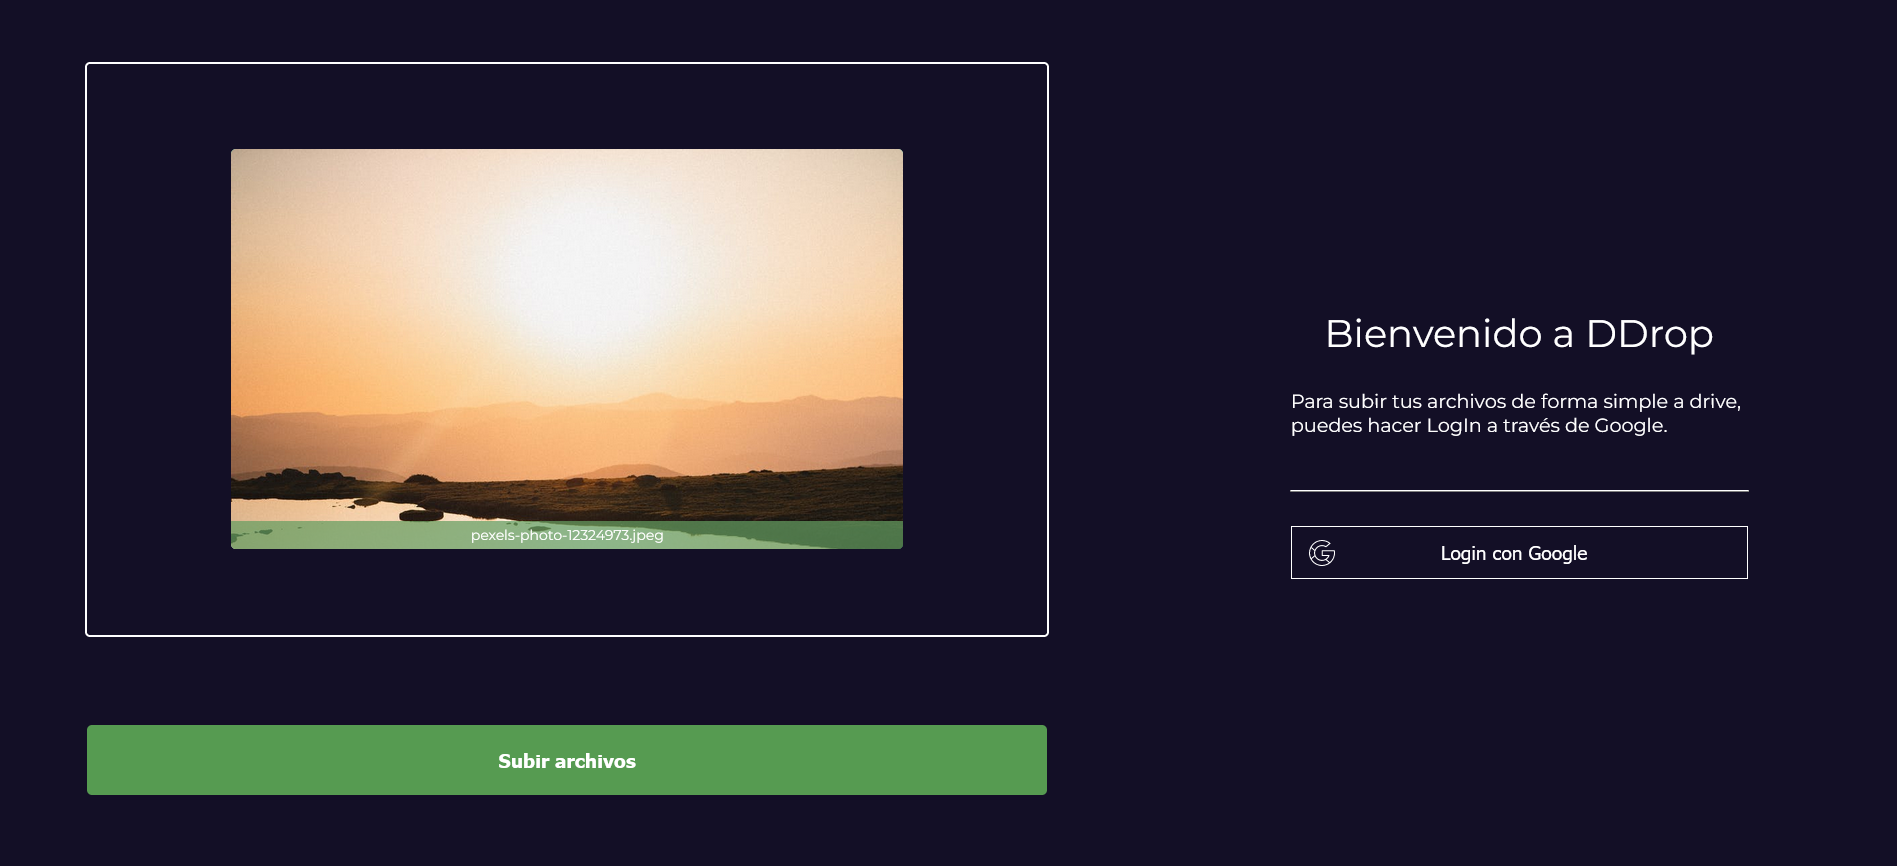 pexels-photo-12324973.jpeg
Subir archivos
Bienvenido a DDrop
Para subir tus archivos de forma simple a drive,
puedes hacer LogIn a través de Google.
Login con Google